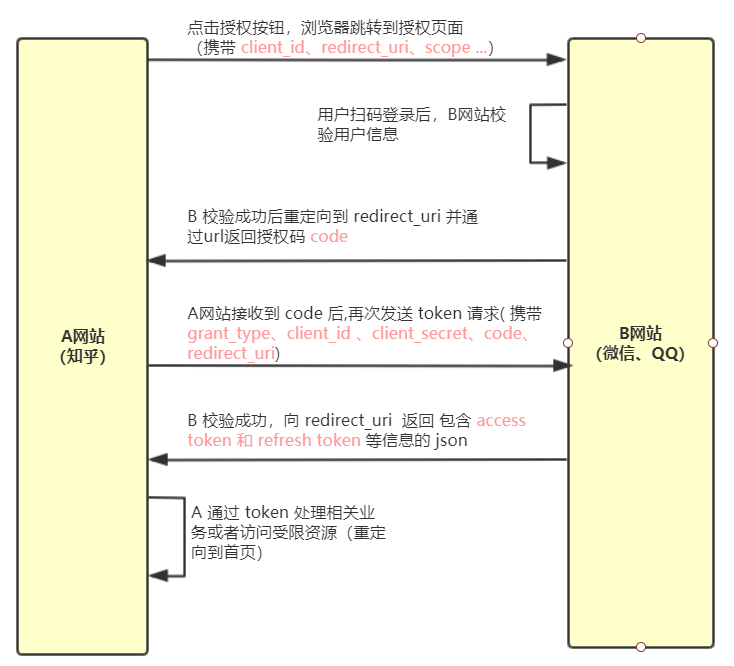 点击授权按钮，浏览器跳转到授权页面
（携带 client_id、redirect_uri、scope ...）
用户扫码登录后，B网站校
验用户信息
B 校验成功后重定向到 redirect_uri 并通
过url返回授权码 code
A网站接收到 code 后,再次发送 token 请求( 携带
grant_type、client_id 、client_secret、code、
redirect_uri)
A网站
（知乎）
B网站
（微信、QQ）
B 校验成功，向 redirect_uri 返回 包含 access
token 和 refresh token 等信息的 json
A 通过 token 处理相关业
务或者访问受限资源（重定
向到首页）